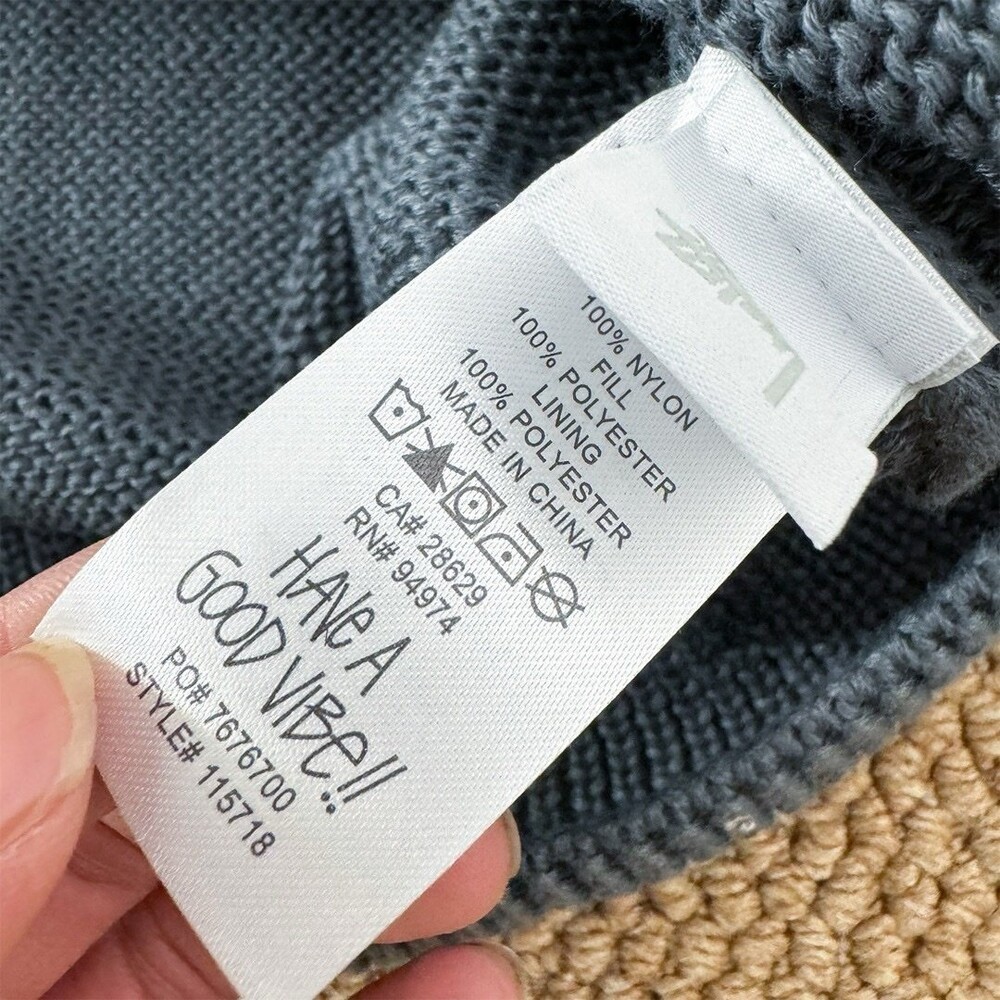 100% NYLON
FILL
100% POLYESTER
LINING
100% POLYESTER
MADE IN CHINA
CA# 28629
RN# 94974
HAVE A
GOOD VIBE!!
PO# 7676700
STYLE# 115718